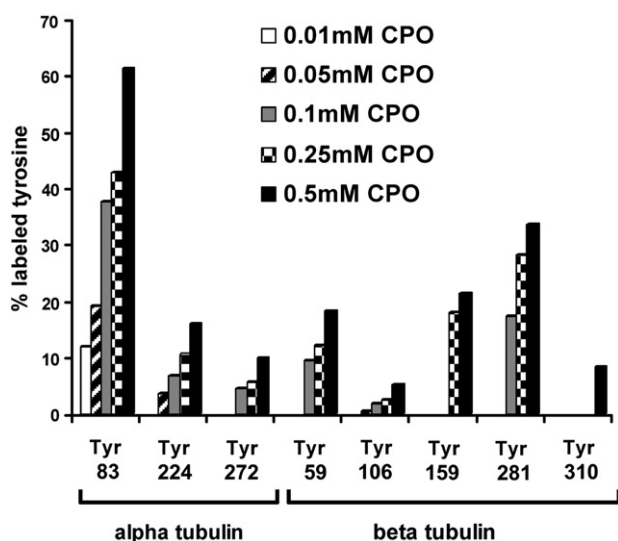 70
60
50
40
30
20
10
0
% labeled tyrosine
0.01mM CPO
0.05mM CPO
0.1mM CPO
0.25mM CPO
0.5mM CPO
Tyr Tyr Tyr Tyr Tyr Tyr Tyr Tyr
83 224 272 59 106 159 281 310
alpha tubulin beta tubulin